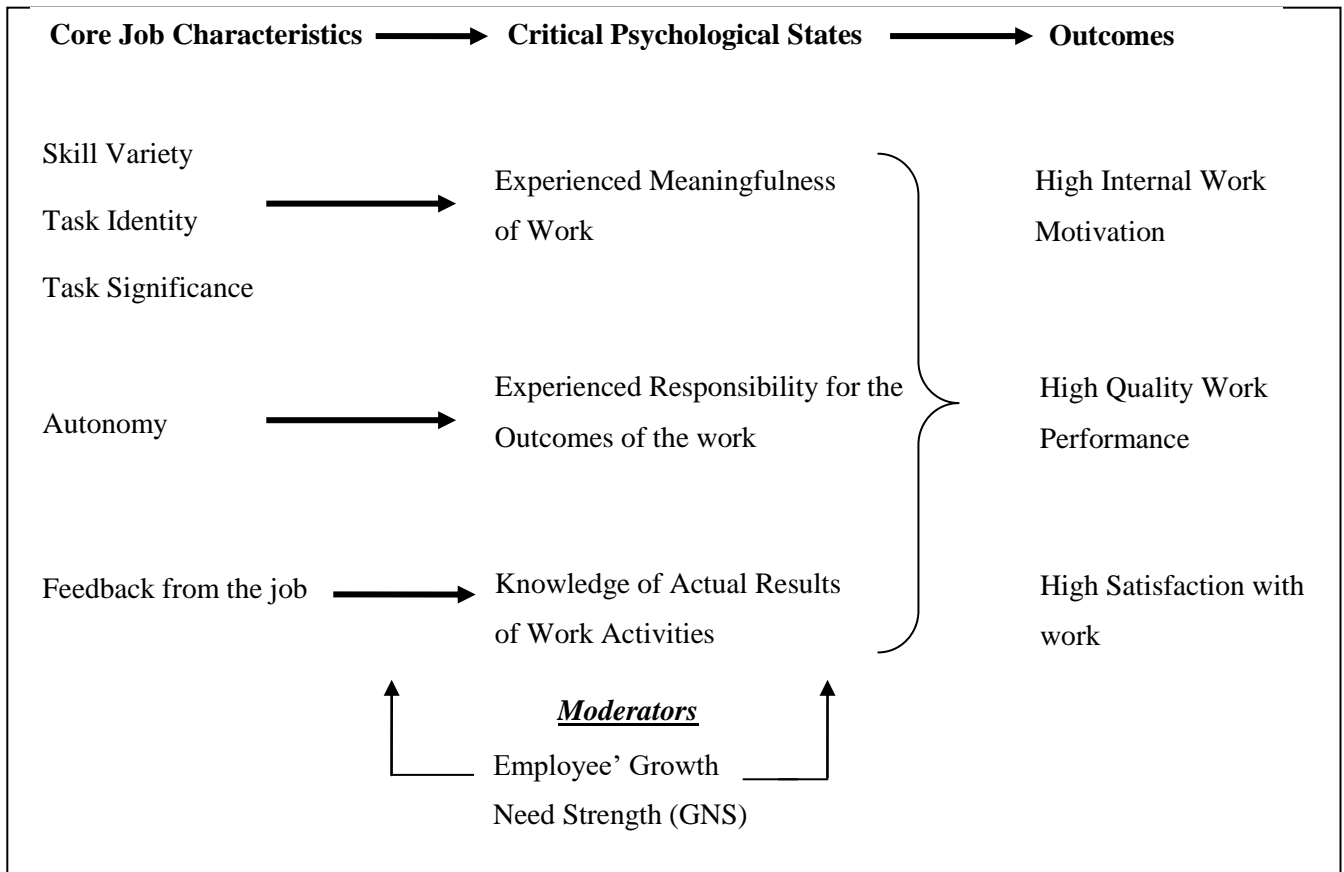 Core Job Characteristics Critical Psychological States Outcomes
Skill Variety
Task Identity
Task Significance
Experienced Meaningfulness
of Work
High Internal Work
Motivation
Autonomy
Experienced Responsibility for the
Outcomes of the work
High Quality Work
Performance
Feedback from the job
Knowledge of Actual Results
of Work Activities
High Satisfaction with
work
Moderators
Employee’ Growth
Need Strength (GNS)